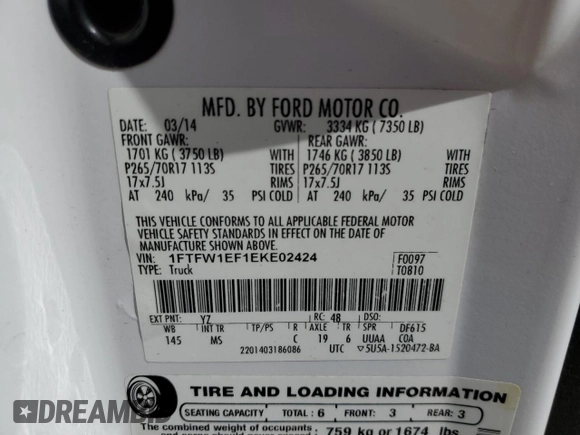 MFD. BY FORD MOTOR CO.
DATE: 03/14 GVWR: 3334 KG ( 7350 LB)
FRONT GAWR: REAR GAWR:
1701 KG ( 3750 LB) WITH 1746 KG ( 3850 LB) WITH
P265/70R17 113S TIRES P265/70R17 113S TIRES
17x7.5J RIMS 17x7.5J RIMS
AT 240 kPa/ 35 PSI COLD AT 240 kPa/ 35 PSI COLD
THIS VEHICLE CONFORMS TO ALL APPLICABLE FEDERAL MOTOR
VEHICLE SAFETY STANDARDS IN EFFECT ON THE DATE OF
MANUFACTURE SHOWN ABOVE.
VIN: 1FTFW1EF1EKE02424 F0097
TYPE: Truck T0810
EXT PNT: YZ RC: 48 DSO:
WB INT TR TP/PS R AXLE TR SPR DF615
145 MS C 19 6 UUAA COA
2201403186086 UTC 5U5A-1520472-BA
TIRE AND LOADING INFORMATION
SEATING CAPACITY TOTAL : 6 FRONT: 3 REAR: 3
The combined weight of occupants 759 kg or 1674 lbs
DREAMBID